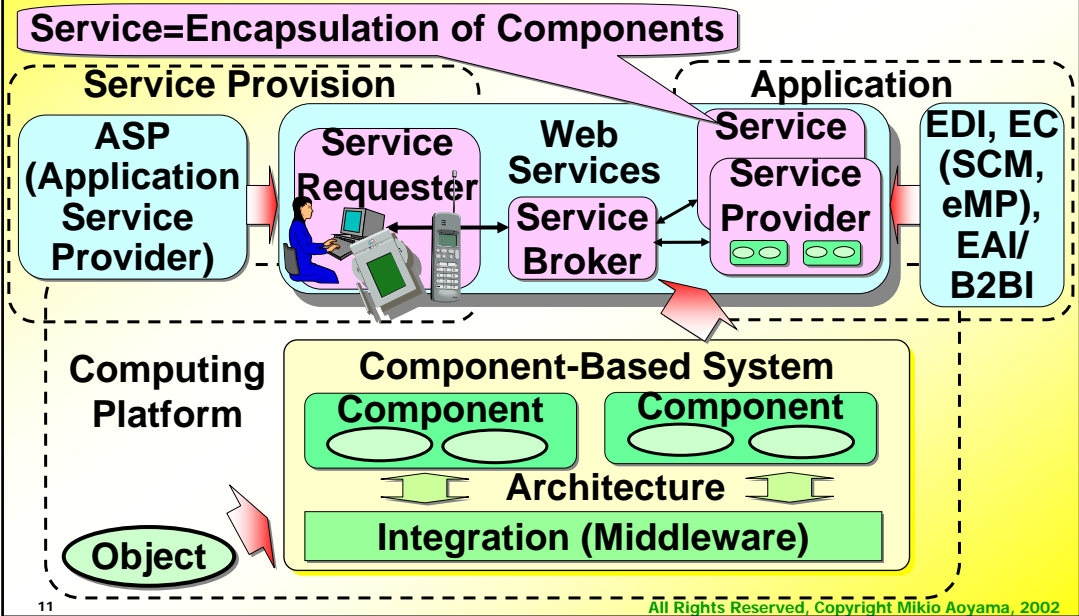 Service=Encapsulation of Components
Service Provision
Application
ASP
(Application
Service
Provider)
Service
Requester
Web
Services
Service
Broker
Service
Service
Provider
EDI, EC
(SCM,
eMP),
EAI/
B2BI
Computing
Platform
Component-Based System
Component
Component
Architecture
Integration (Middleware)
Object
11
All Rights Reserved, Copyright Mikio Aoyama, 2002